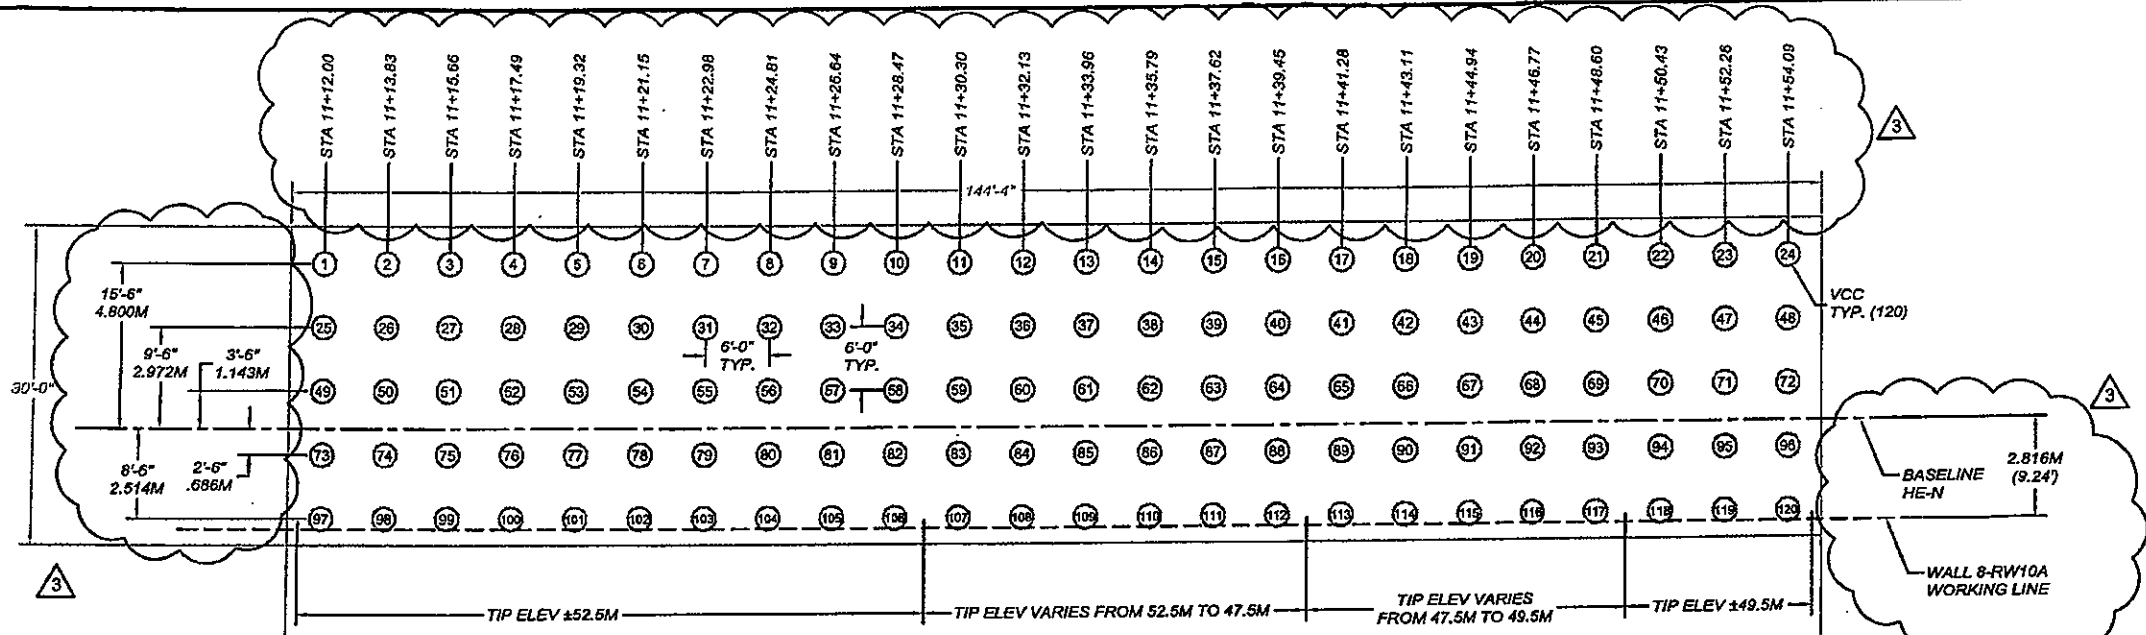 STA 11+12.00
STA 11+13.83
STA 11+15.66
STA 11+17.49
STA 11+19.32
STA 11+21.15
STA 11+22.98
STA 11+24.81
STA 11+26.64
STA 11+28.47
STA 11+30.30
STA 11+32.13
STA 11+33.96
STA 11+35.79
STA 11+37.62
STA 11+39.45
STA 11+41.28
STA 11+43.11
STA 11+44.94
STA 11+46.77
STA 11+48.60
STA 11+50.43
STA 11+52.26
STA 11+54.09
3
144'-4"
1 2 3 4 5 6 7 8 9 10 11 12 13 14 15 16 17 18 19 20 21 22 23 24
15'-6"
4.800M
VCC
TYP. (120)
25 26 27 28 29 30 31 32 33 34 35 36 37 38 39 40 41 42 43 44 45 46 47 48
9'-6"
2.972M
3'-6"
1.143M
6'-0"
TYP.
6'-0"
TYP.
30'-0"
49 50 51 52 53 54 55 56 57 58 59 60 61 62 63 64 65 66 67 68 69 70 71 72
3
73 74 75 76 77 78 79 80 81 82 83 84 85 86 87 88 89 90 91 92 93 94 95 96
8'-6"
2.514M
2'-6"
.686M
BASELINE
HE-N
2.816M
(9.24')
97 98 99 100 101 102 103 104 105 106 107 108 109 110 111 112 113 114 115 116 117 118 119 120
3
WALL 8-RW10A
WORKING LINE
TIP ELEV ±52.5M
TIP ELEV VARIES FROM 52.5M TO 47.5M
TIP ELEV VARIES
FROM 47.5M TO 49.5M
TIP ELEV ±49.5M